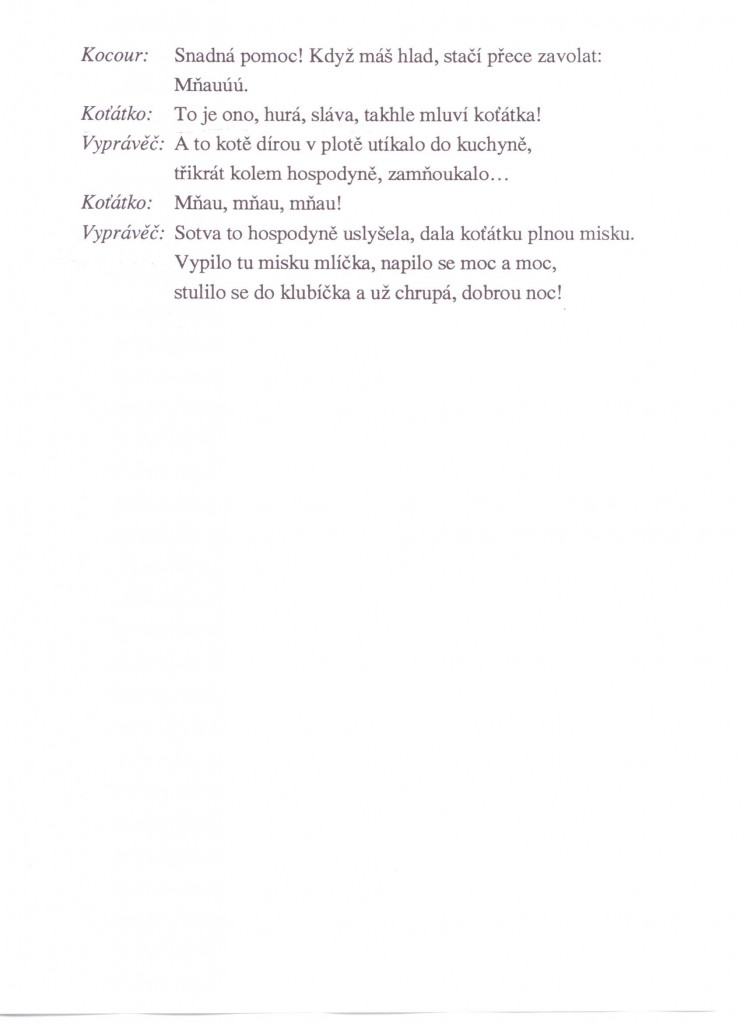 Kocour: Snadná pomoc! Když máš hlad, stačí přece zavolat:
Mňauúú.
Koťátko: To je ono, hurá, sláva, takhle mluví koťátka!
Vyprávěč: A to kotě dírou v plotě utíkalo do kuchyně,
třikrát kolem hospodyně, zamňoukalo…
Koťátko: Mňau, mňau, mňau!
Vyprávěč: Sotva to hospodyně uslyšela, dala koťátku plnou misku.
Vypilo tu misku mlíčka, napilo se moc a moc,
stulilo se do klubíčka a už chrupá, dobrou noc!